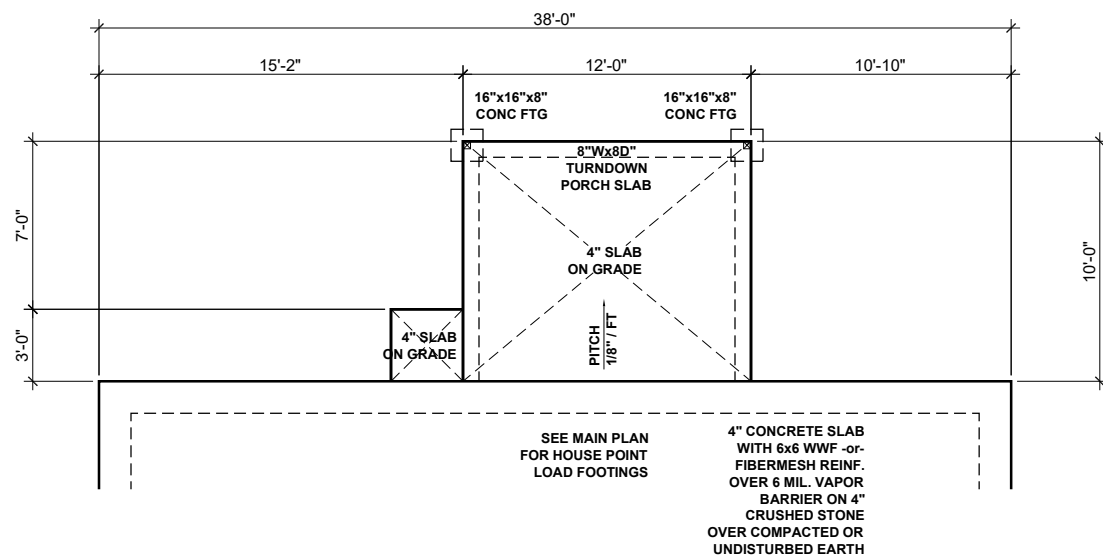 38'-0"
15'-2"
12'-0"
10'-10"
16"x16"x8"
CONC FTG
16"x16"x8"
CONC FTG
8"Wx8D"
TURNDOWN
PORCH SLAB
7'-0"
10'-0"
4" SLAB
ON GRADE
3'-0"
4" SLAB
ON GRADE
PITCH
1/8" / FT
SEE MAIN PLAN
FOR HOUSE POINT
LOAD FOOTINGS
4" CONCRETE SLAB
WITH 6x6 WWF -or-
FIBERMESH REINF.
OVER 6 MIL. VAPOR
BARRIER ON 4"
CRUSHED STONE
OVER COMPACTED OR
UNDISTURBED EARTH